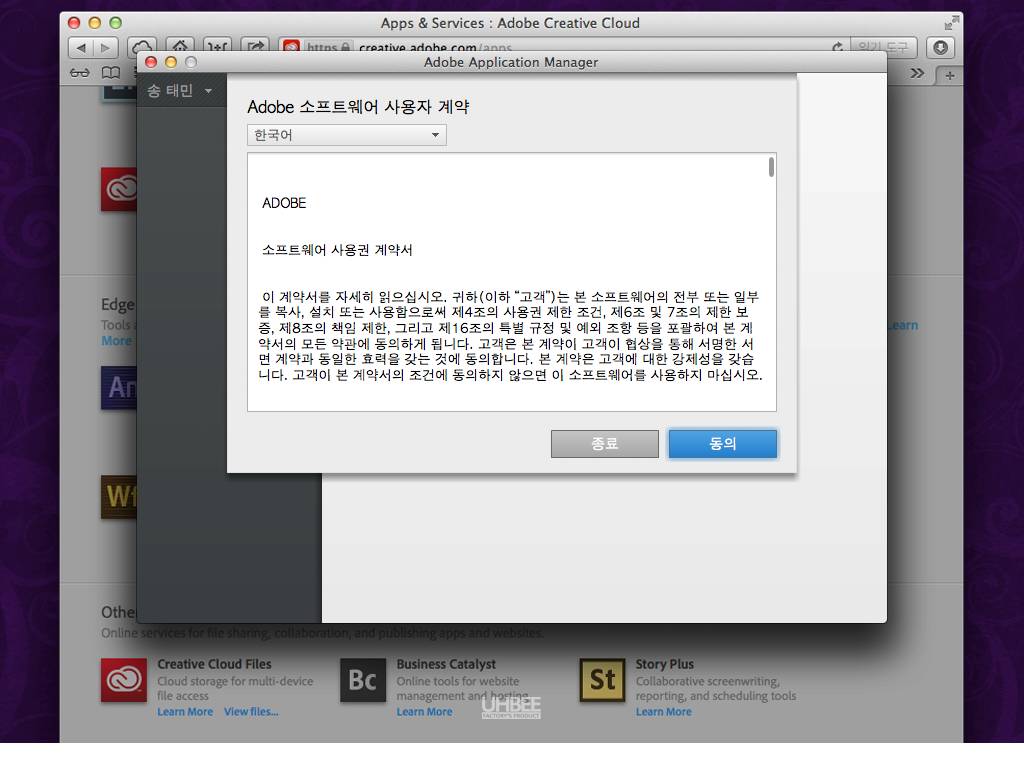 Apps & Services : Adobe Creative Cloud
https creative.adobe.com/apps
읽기 도구
Adobe Application Manager
송 태민
Adobe 소프트웨어 사용자 계약
한국어
ADOBE
소프트웨어 사용권 계약서
이 계약서를 자세히 읽으십시오. 귀하(이하 “고객”)는 본 소프트웨어의 전부 또는 일부
를 복사, 설치 또는 사용함으로써 제4조의 사용권 제한 조건, 제6조 및 7조의 제한 보
증, 제8조의 책임 제한, 그리고 제16조의 특별 규정 및 예외 조항 등을 포괄하여 본 계
약서의 모든 약관에 동의하게 됩니다. 고객은 본 계약이 고객이 협상을 통해 서명한 서
면 계약과 동일한 효력을 갖는 것에 동의합니다. 본 계약은 고객에 대한 강제성을 갖습
니다. 고객이 본 계약서의 조건에 동의하지 않으면 이 소프트웨어를 사용하지 마십시오.
종료
동의
Edge
Tools
Learn
More
An
Wf
Othe
Online services for file sharing, collaboration, and publishing apps and websites.
Creative Cloud Files
Cloud storage for multi-device
file access
Learn More View files...
Bc
Business Catalyst
Online tools for website
management and hosting
Learn More
St
Story Plus
Collaborative screenwriting,
reporting, and scheduling tools
Learn More
UHBEE
FACTORY'S PRODUCT